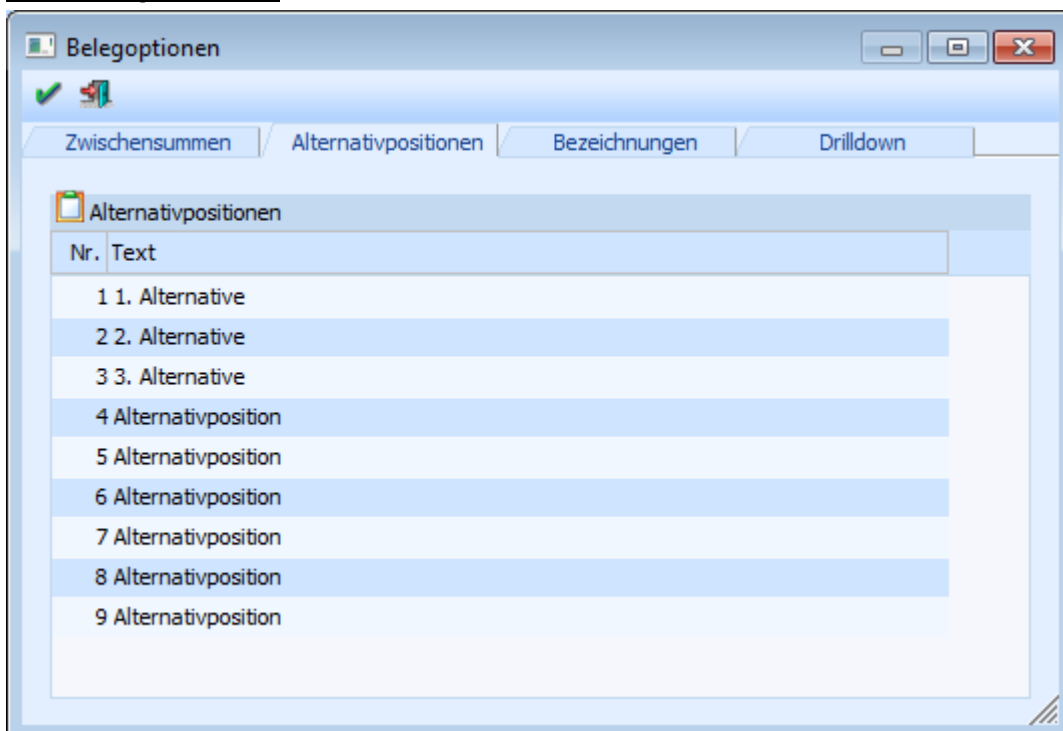 Belegoptionen
Zwischensummen Alternativpositionen Bezeichnungen Drilldown
Alternativpositionen
Nr. Text
1 1. Alternative
2 2. Alternative
3 3. Alternative
4 Alternativposition
5 Alternativposition
6 Alternativposition
7 Alternativposition
8 Alternativposition
9 Alternativposition